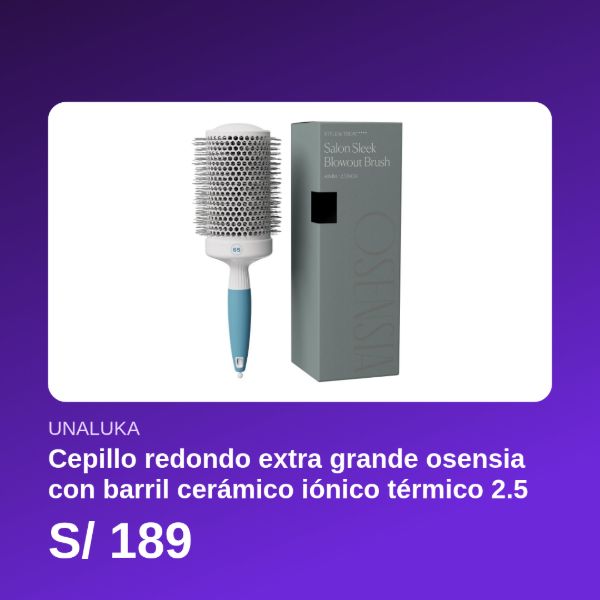 Salon Sleek
Blowout Brush
65
OSENSIA
UNALUKA
Cepillo redondo extra grande osensia
con barril cerámico iónico térmico 2.5
S/ 189